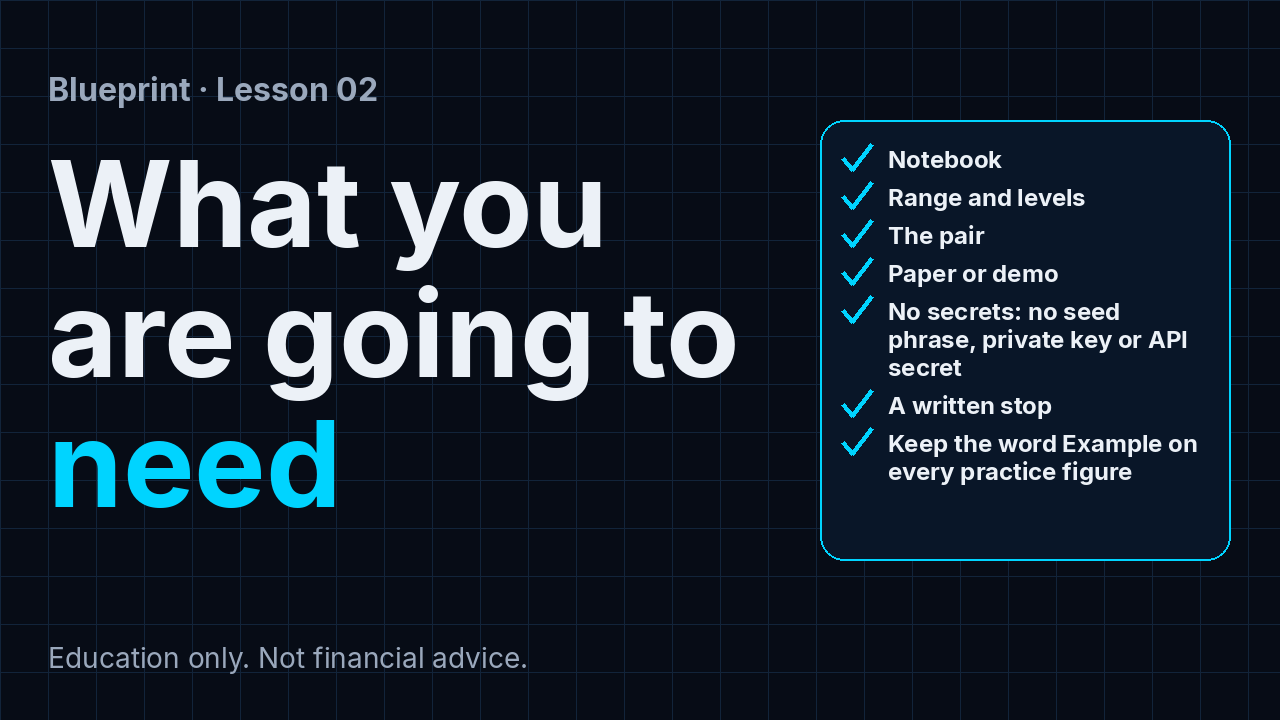 Blueprint · Lesson 02
What you
are going to
need
Notebook
Range and levels
The pair
Paper or demo
No secrets: no seed
phrase, private key or API
secret
A written stop
Keep the word Example on
every practice figure
Education only. Not financial advice.